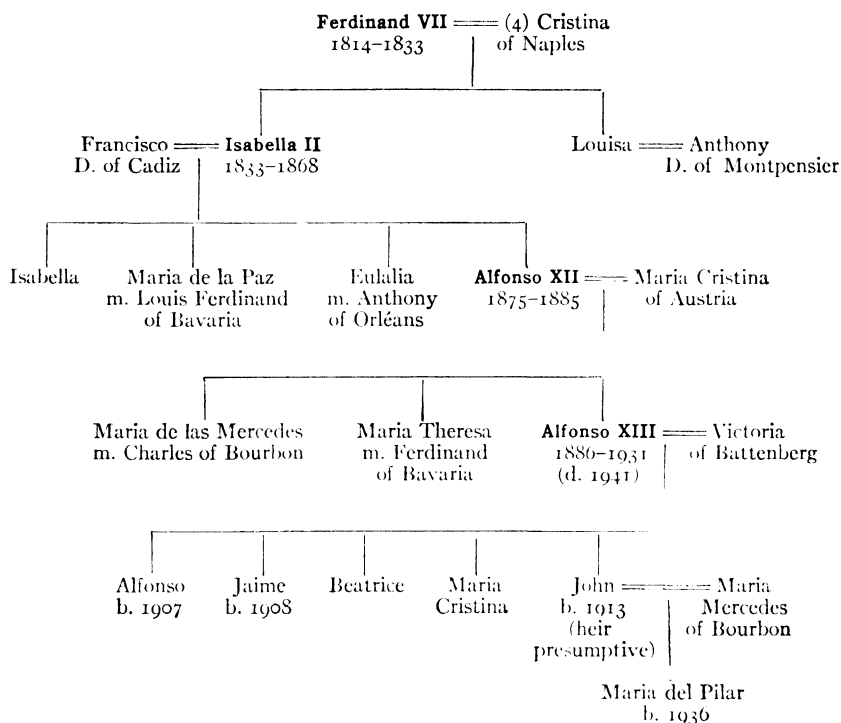 Ferdinand VII (4) Cristina
1814–1833 of Naples
Francisco Isabella II Louisa Anthony
D. of Cadiz 1833–1868 D. of Montpensier
Isabella Maria de la Paz Eulalia Alfonso XII Maria Cristina
m. Louis Ferdinand m. Anthony 1875–1885 of Austria
of Bavaria of Orléans
Maria de las Mercedes Maria Theresa Alfonso XIII Victoria
m. Charles of Bourbon m. Ferdinand 1886–1931 of Battenberg
of Bavaria (d. 1941)
Alfonso Jaime Beatrice Maria John Maria
b. 1907 b. 1908 Cristina b. 1913 Mercedes
(heir of Bourbon
presumptive)
Maria del Pilar
b. 1936